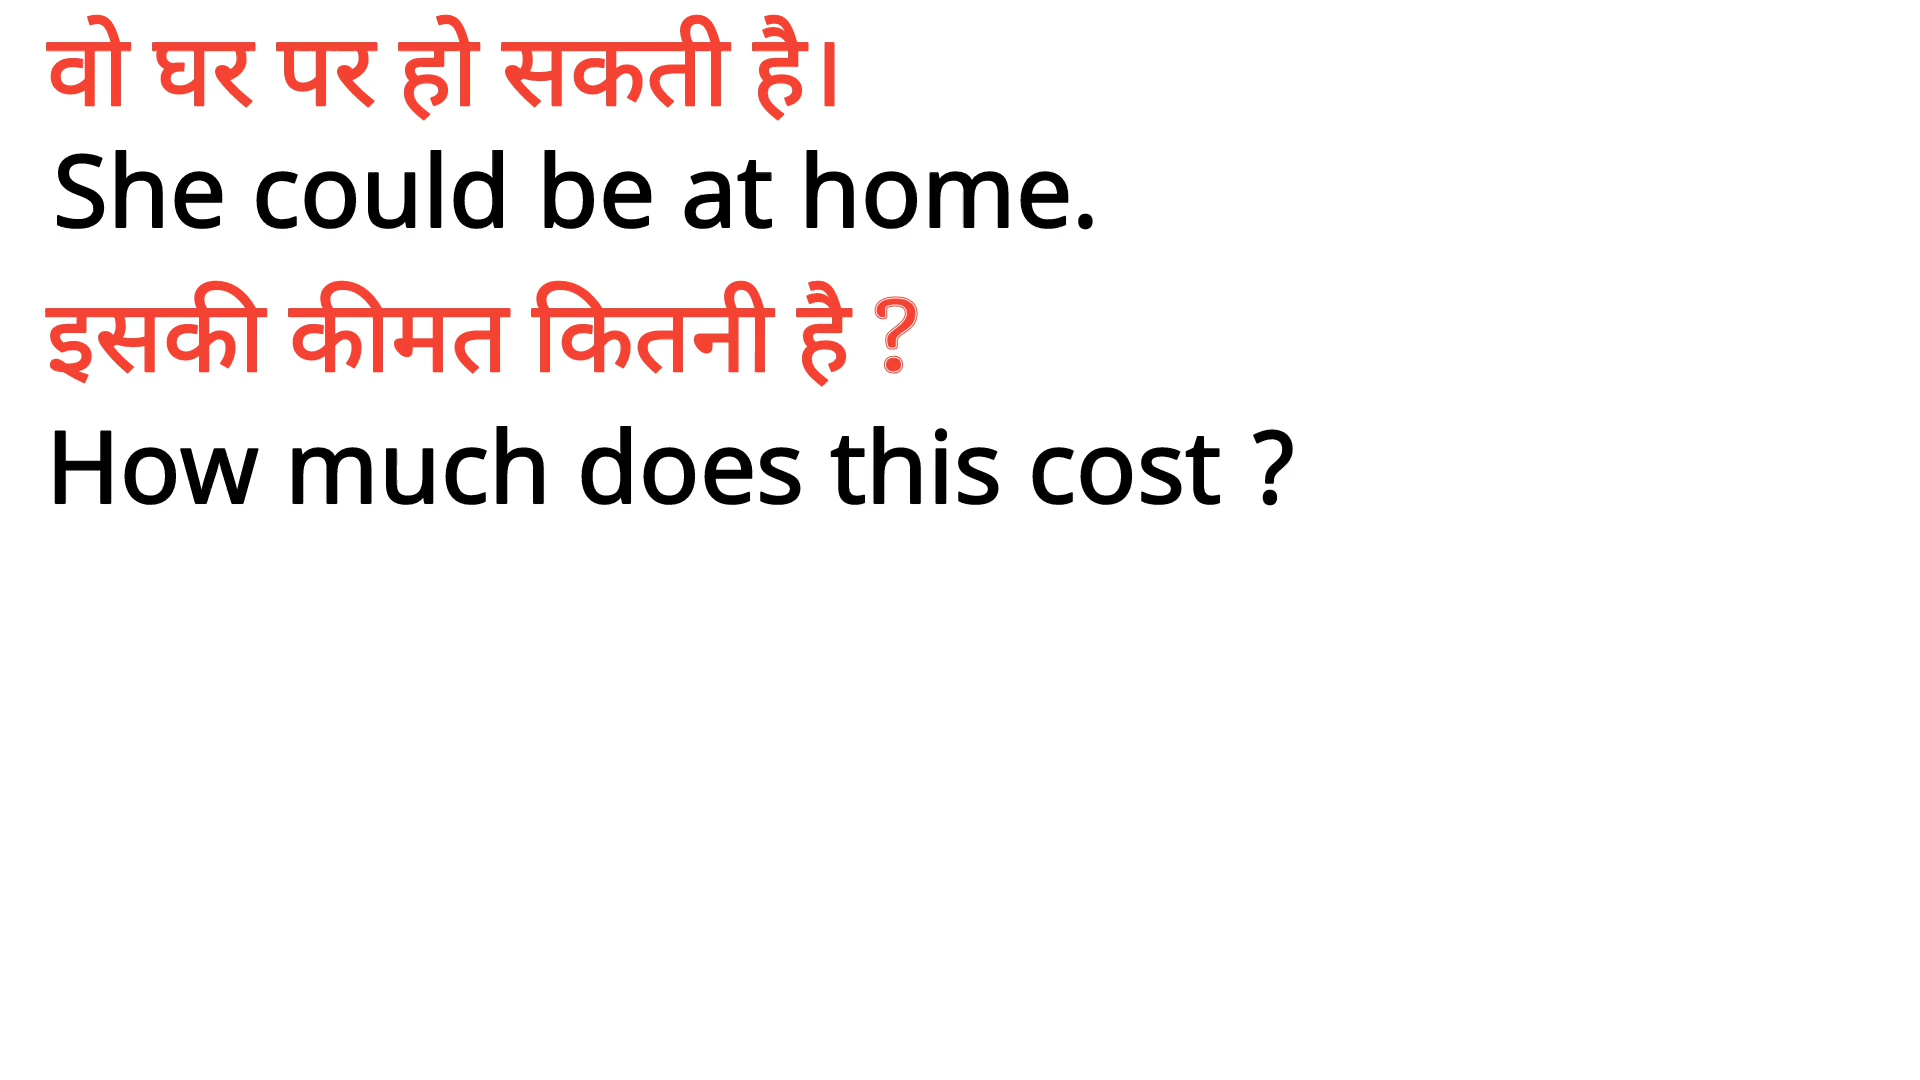 वो घर पर हो सकती है।
She could be at home.
इसकी कीमत कितनी है ?
How much does this cost ?